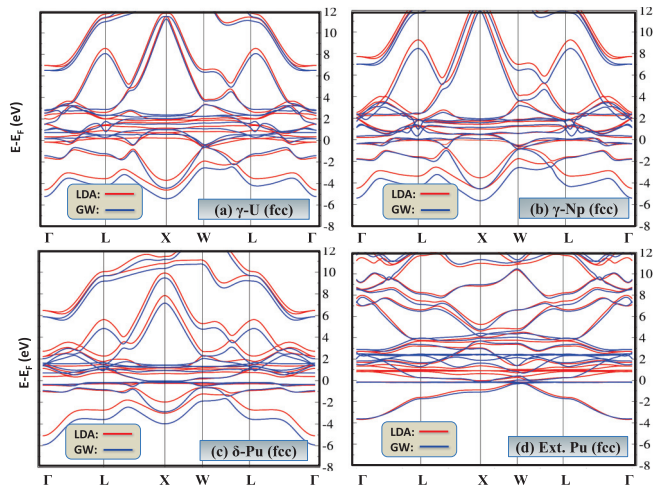 E-E_F (eV)
12
10
8
6
4
2
0
-2
-4
-6
-8
LDA:
GW:
(a) γ-U (fcc)
Γ L X W L Γ
12
10
8
6
4
2
0
-2
-4
-6
-8
LDA:
GW:
(b) γ-Np (fcc)
Γ L X W L Γ
E-E_F (eV)
12
10
8
6
4
2
0
-2
-4
-6
-8
LDA:
GW:
(c) δ-Pu (fcc)
Γ L X W L Γ
12
10
8
6
4
2
0
-2
-4
-6
-8
LDA:
GW:
(d) Ext. Pu (fcc)
Γ L X W L Γ